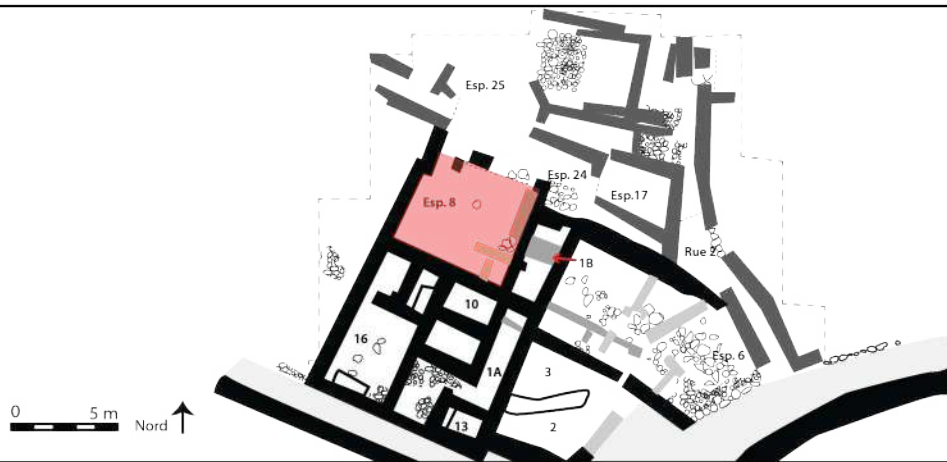 Esp. 25
Esp. 24
Esp.17
Esp. 8
Rue 2
1B
10
16
Esp. 6
1A
3
13
2
0 5 m
Nord